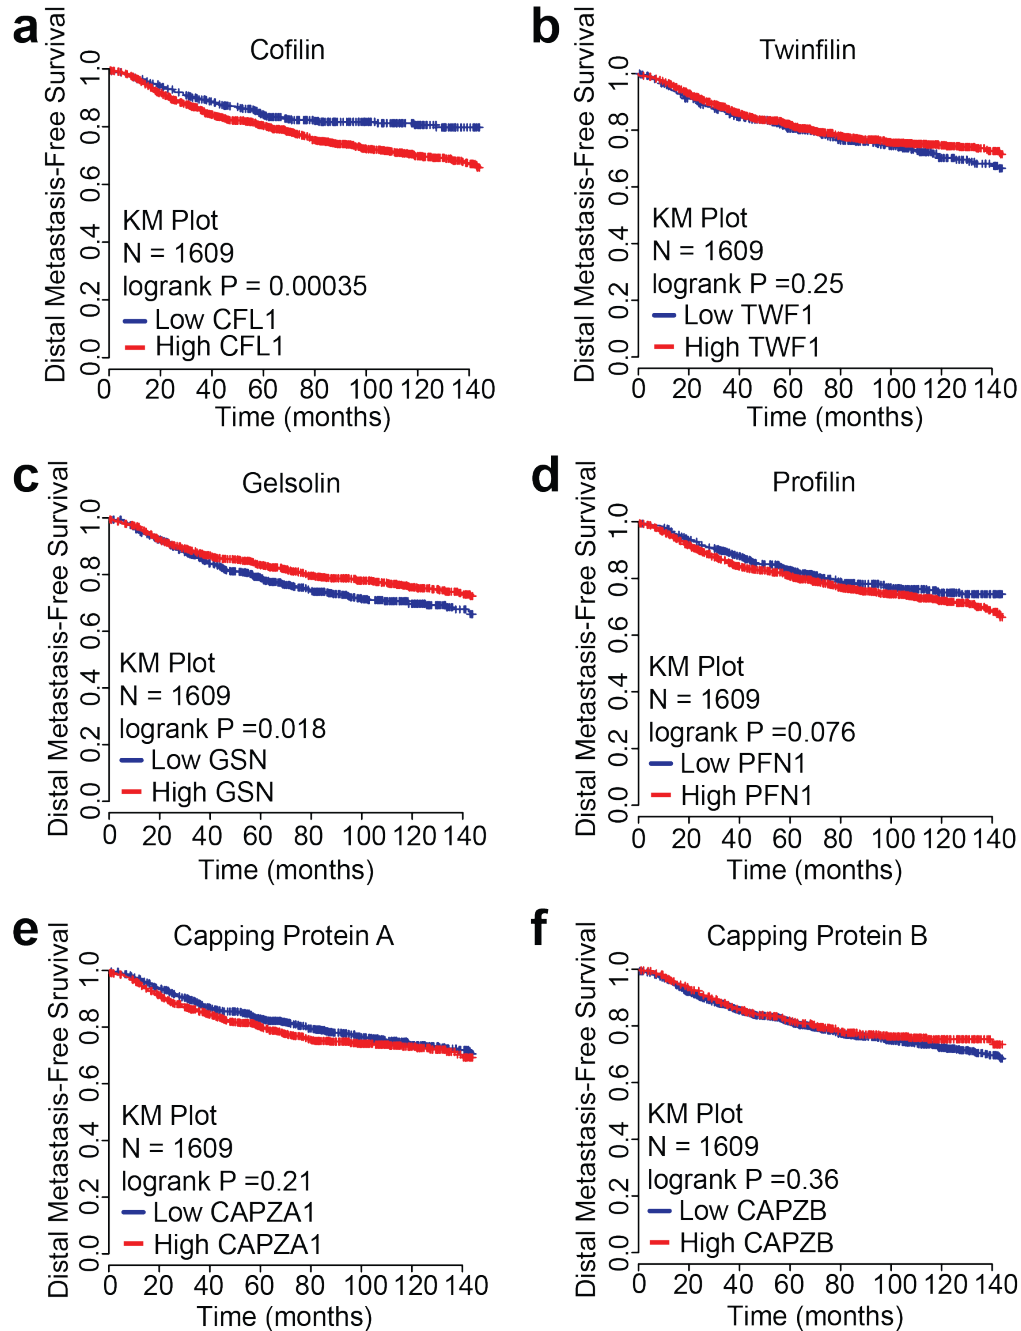 a
Cofilin
Distal Metastasis-Free Survival
1.0
0.8
0.6
0.4
0.2
0.0
KM Plot
N = 1609
logrank P = 0.00035
Low CFL1
High CFL1
0 20 40 60 80 100 120 140
Time (months)
b
Twinfilin
Distal Metastasis-Free Survival
1.0
0.8
0.6
0.4
0.2
0.0
KM Plot
N = 1609
logrank P =0.25
Low TWF1
High TWF1
0 20 40 60 80 100 120 140
Time (months)
c
Gelsolin
Distal Metastasis-Free Survival
1.0
0.8
0.6
0.4
0.2
0.0
KM Plot
N = 1609
logrank P =0.018
Low GSN
High GSN
0 20 40 60 80 100 120 140
Time (months)
d
Profilin
Distal Metastasis-Free Survival
1.0
0.8
0.6
0.4
0.2
0.0
KM Plot
N = 1609
logrank P =0.076
Low PFN1
High PFN1
0 20 40 60 80 100 120 140
Time (months)
e
Capping Protein A
Distal Metastasis-Free Sruvival
1.0
0.8
0.6
0.4
0.2
0.0
KM Plot
N = 1609
logrank P =0.21
Low CAPZA1
High CAPZA1
0 20 40 60 80 100 120 140
Time (months)
f
Capping Protein B
Distal Metastasis-Free Survival
1.0
0.8
0.6
0.4
0.2
0.0
KM Plot
N = 1609
logrank P =0.36
Low CAPZB
High CAPZB
0 20 40 60 80 100 120 140
Time (months)